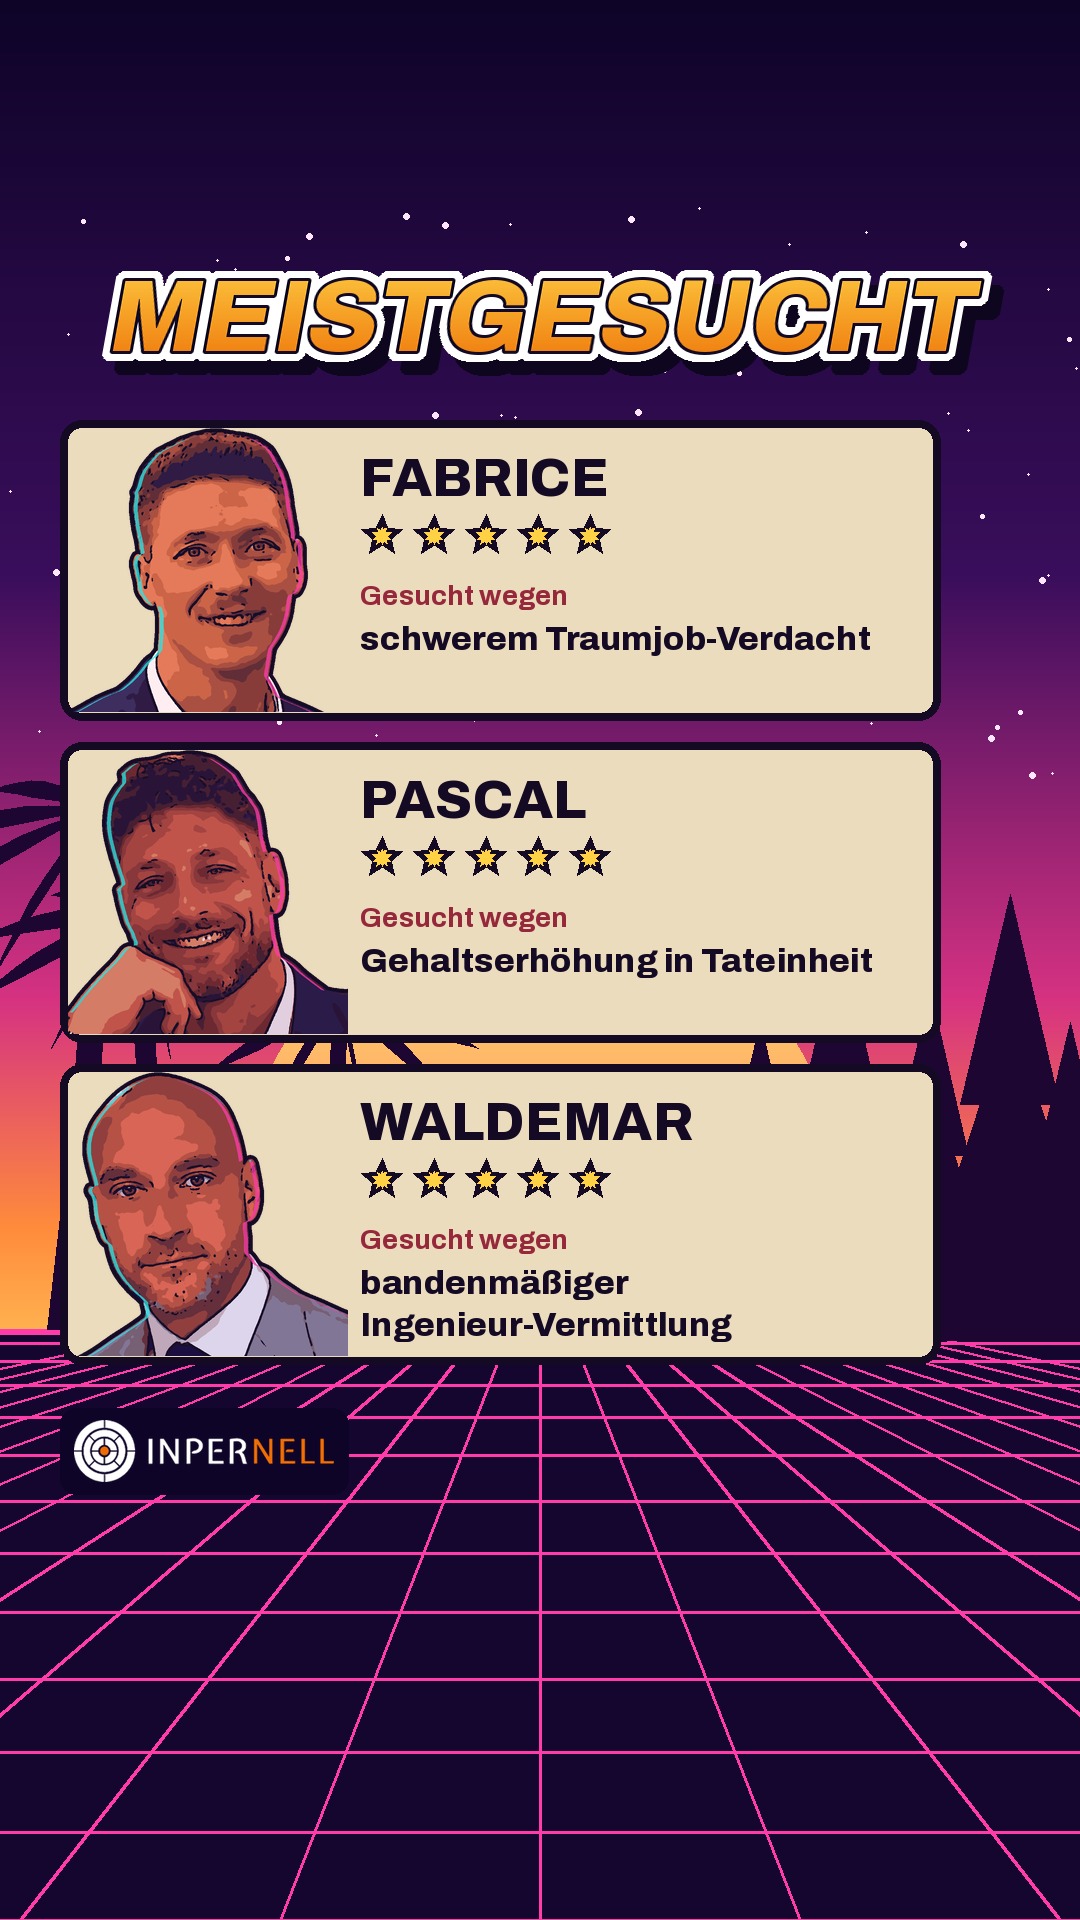 MEISTGESUCHT
FABRICE
Gesucht wegen
schwerem Traumjob-Verdacht
PASCAL
Gesucht wegen
Gehaltserhöhung in Tateinheit
WALDEMAR
Gesucht wegen
bandenmäßiger
Ingenieur-Vermittlung
INPERNELL